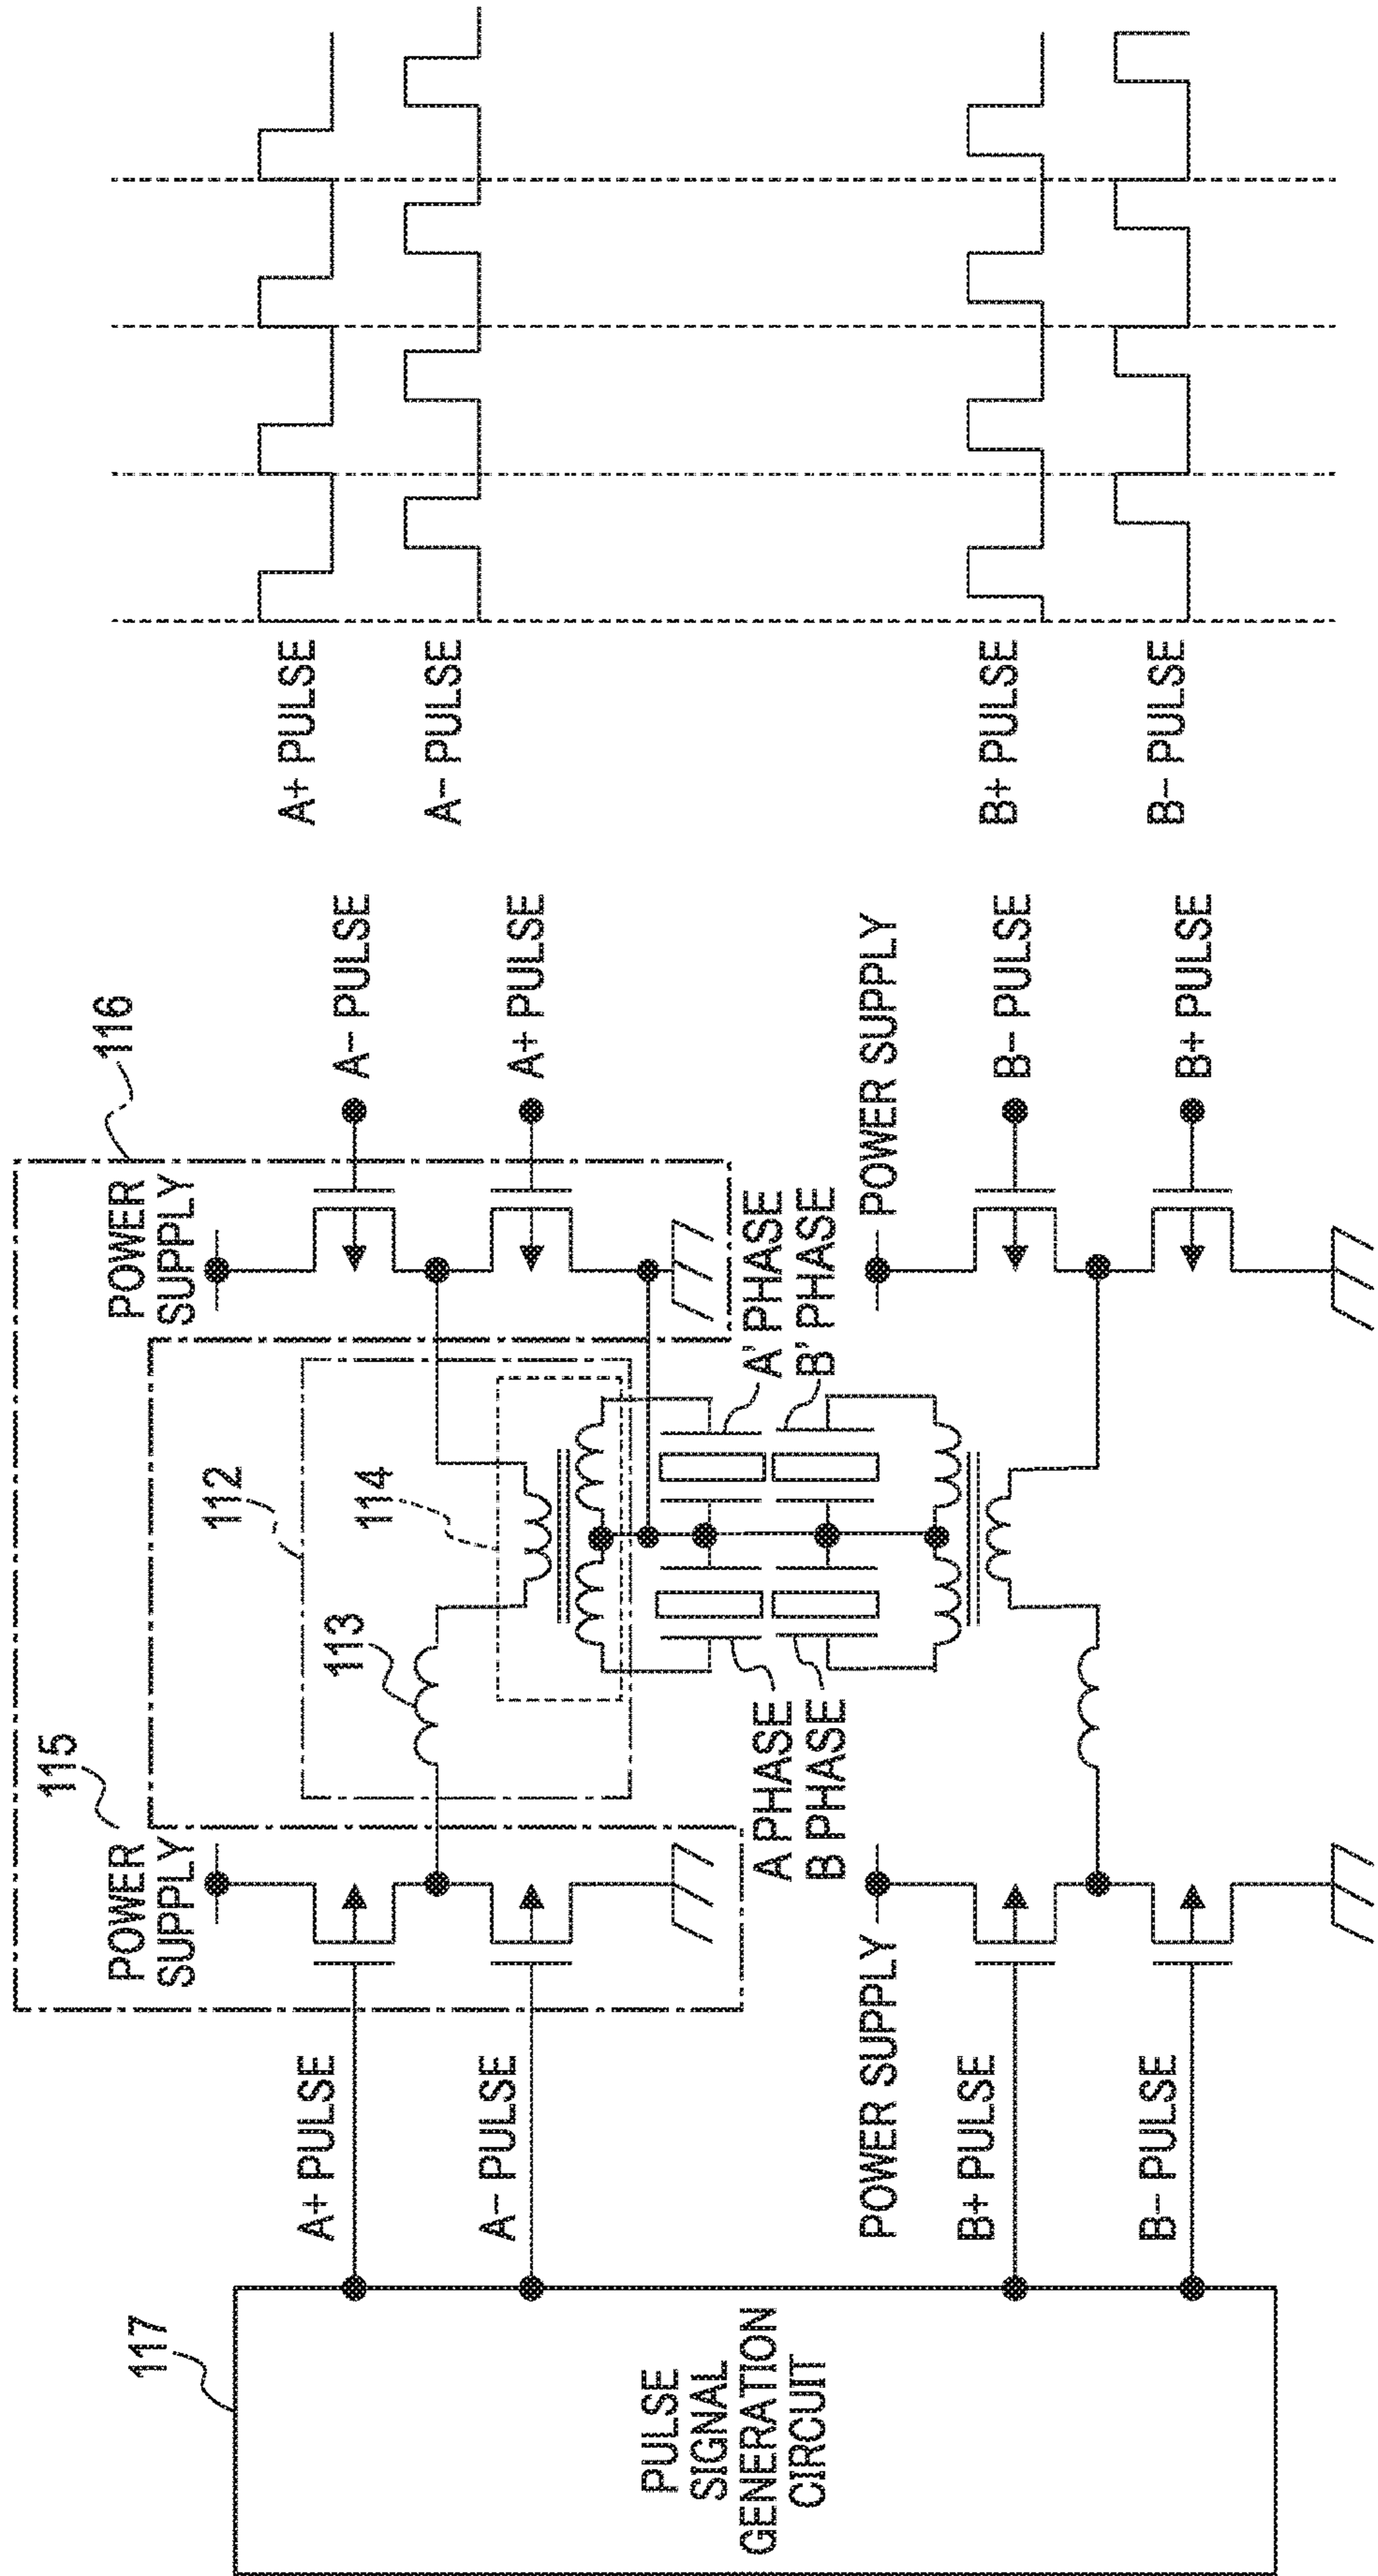 117
PULSE
SIGNAL
GENERATION
CIRCUIT
A+ PULSE
A- PULSE
POWER SUPPLY
B+ PULSE
B- PULSE
115
POWER
SUPPLY
112
113
114
A PHASE
B PHASE
A' PHASE
B' PHASE
116
POWER
SUPPLY
A- PULSE
A+ PULSE
POWER SUPPLY
B- PULSE
B+ PULSE
A+ PULSE
A- PULSE
B+ PULSE
B- PULSE